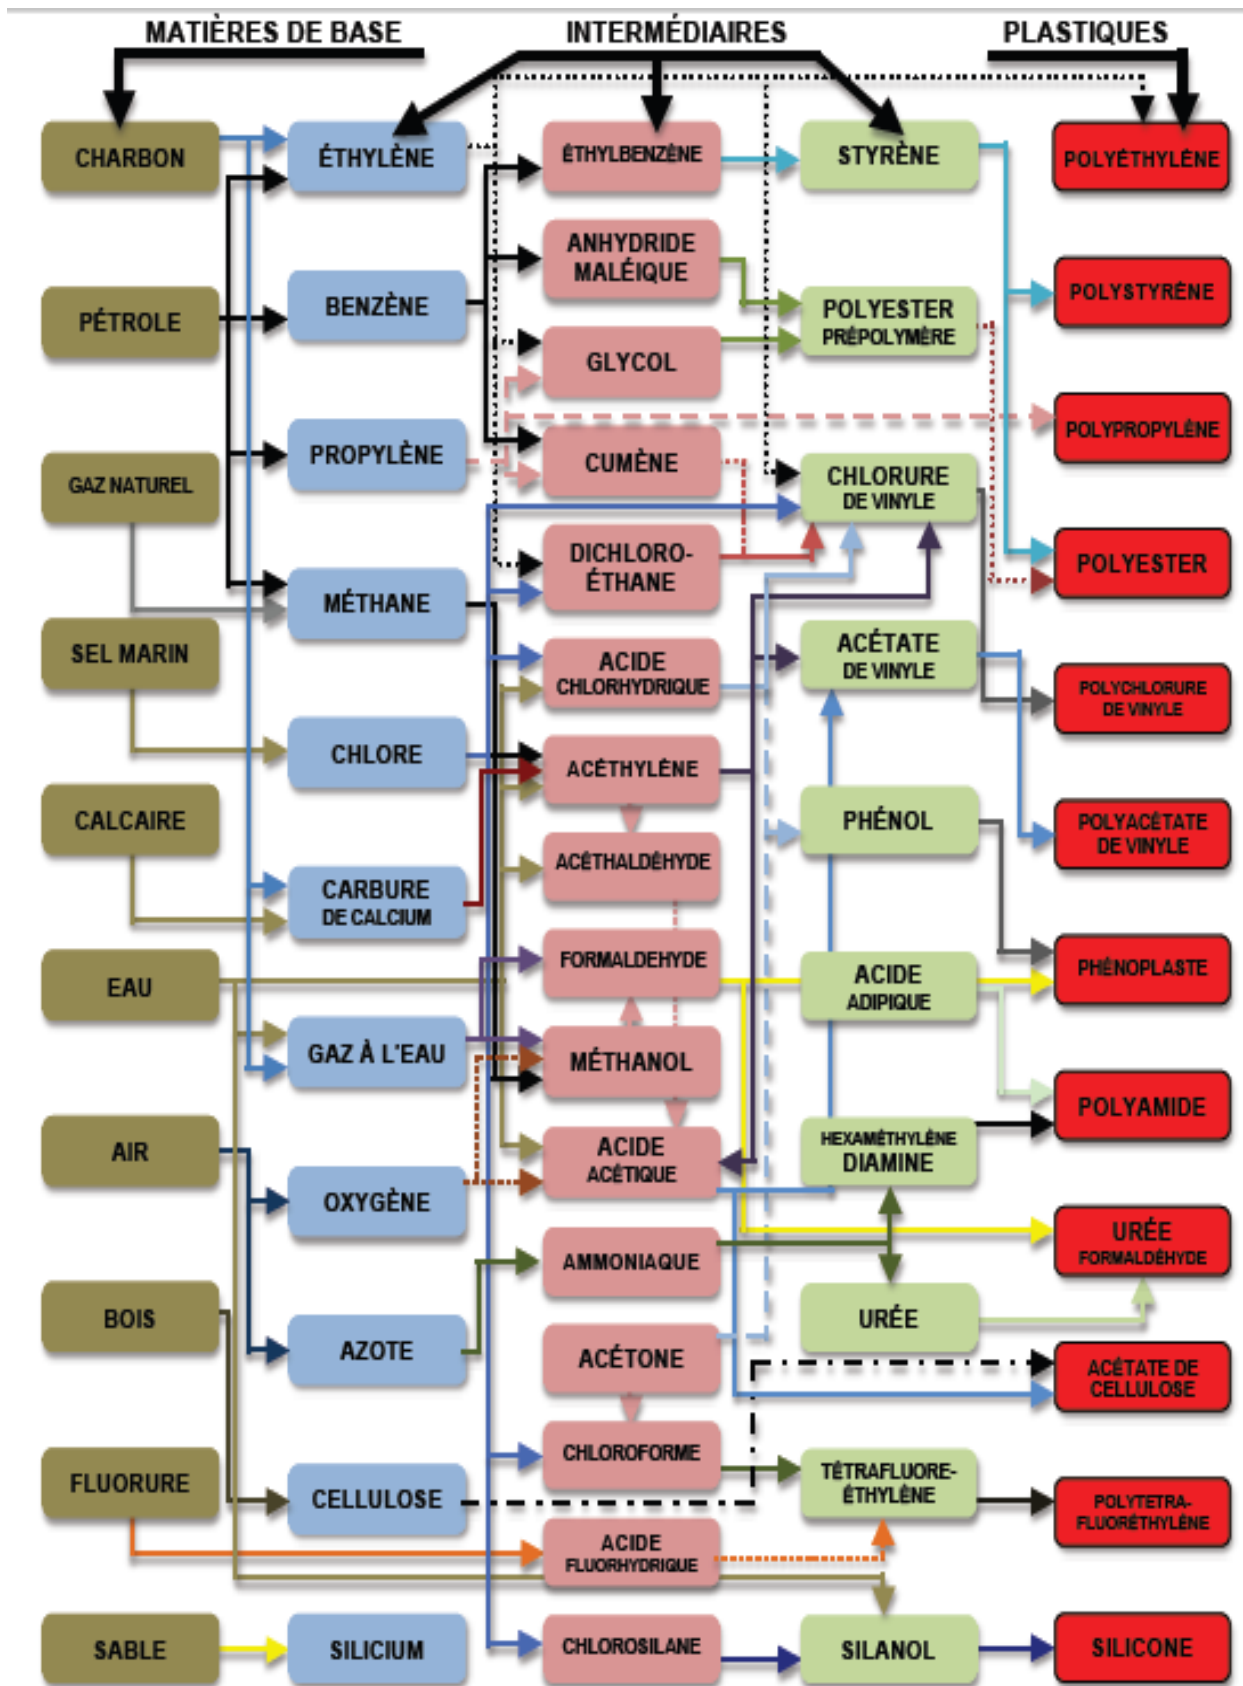 MATIÈRES DE BASE
INTERMÉDIAIRES
PLASTIQUES
CHARBON
PÉTROLE
GAZ NATUREL
SEL MARIN
CALCAIRE
EAU
AIR
BOIS
FLUORURE
SABLE
ÉTHYLÈNE
BENZÈNE
PROPYLÈNE
MÉTHANE
CHLORE
CARBURE
DE CALCIUM
GAZ À L'EAU
OXYGÈNE
AZOTE
CELLULOSE
SILICIUM
ÉTHYLBENZÈNE
ANHYDRIDE
MALÉIQUE
GLYCOL
CUMÈNE
DICHLORO-
ÉTHANE
ACIDE
CHLORHYDRIQUE
ACÉTHYLÈNE
ACÉTHALDÉHYDE
FORMALDEHYDE
MÉTHANOL
ACIDE
ACÉTIQUE
AMMONIAQUE
ACÉTONE
CHLOROFORME
ACIDE
FLUORHYDRIQUE
CHLOROSILANE
STYRÈNE
POLYESTER
PRÉPOLYMÈRE
CHLORURE
DE VINYLE
ACÉTATE
DE VINYLE
PHÉNOL
ACIDE
ADIPIQUE
HEXAMÉTHYLÈNE
DIAMINE
URÉE
TÉTRAFLUORE-
ÉTHYLÈNE
SILANOL
POLYÉTHYLÉNE
POLYSTYRÈNE
POLYPROPYLÈNE
POLYESTER
POLYCHLORURE
DE VINYLE
POLYACÉTATE
DE VINYLE
PHÉNOPLASTE
POLYAMIDE
URÉE
FORMALDÉHYDE
ACÉTATE DE
CELLULOSE
POLYTETRA-
FLUORÉTHYLÈNE
SILICONE